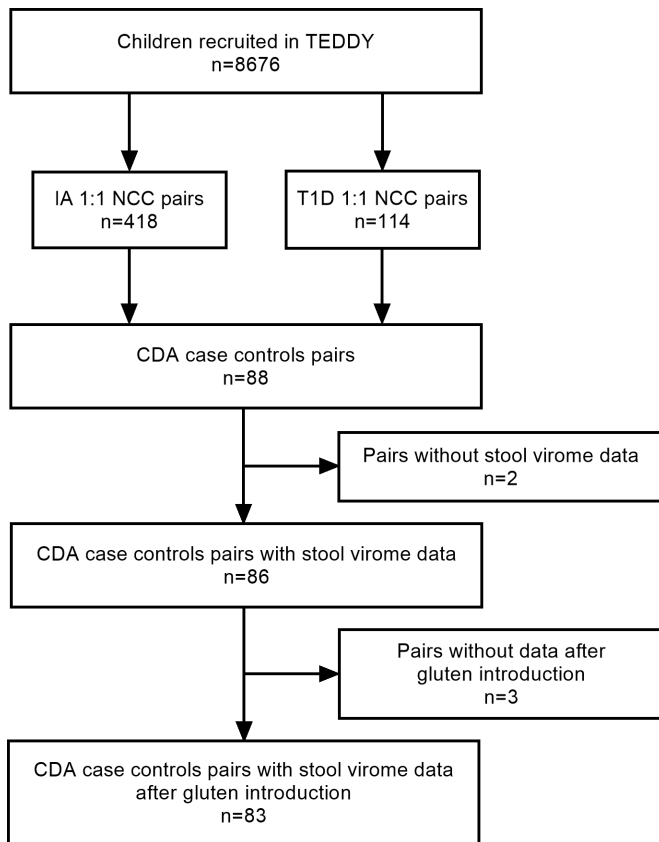 Children recruited in TEDDY
n=8676
IA 1:1 NCC pairs
n=418
T1D 1:1 NCC pairs
n=114
CDA case controls pairs
n=88
Pairs without stool virome data
n=2
CDA case controls pairs with stool virome data
n=86
Pairs without data after
gluten introduction
n=3
CDA case controls pairs with stool virome data
after gluten introduction
n=83